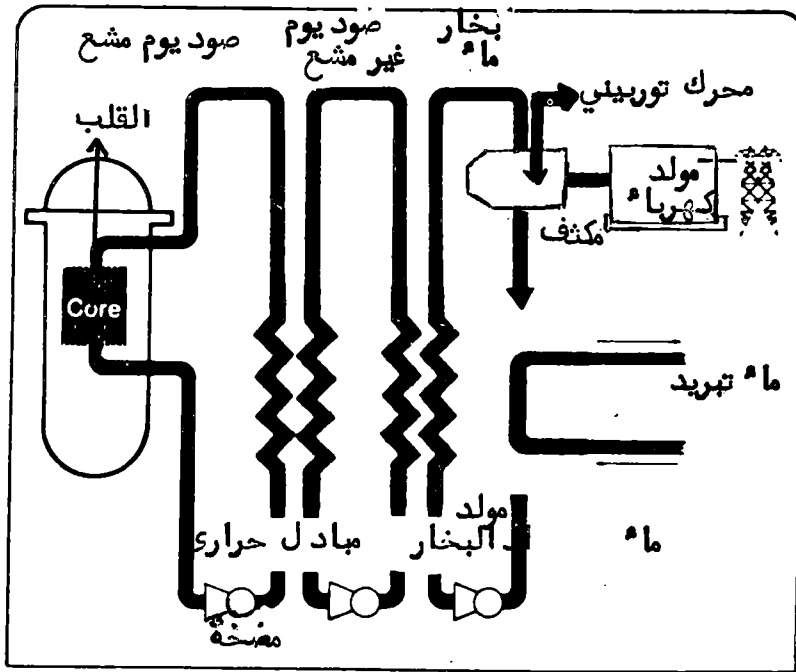 صود يوم مشع
صود يوم
غير مشع
بخار
ماء
محرك توربيني
القلب
مولد
كهرباء
مكثف
Core
ماء تبريد
مبادل حرارى
مولد
البخار
ماء
مضخة